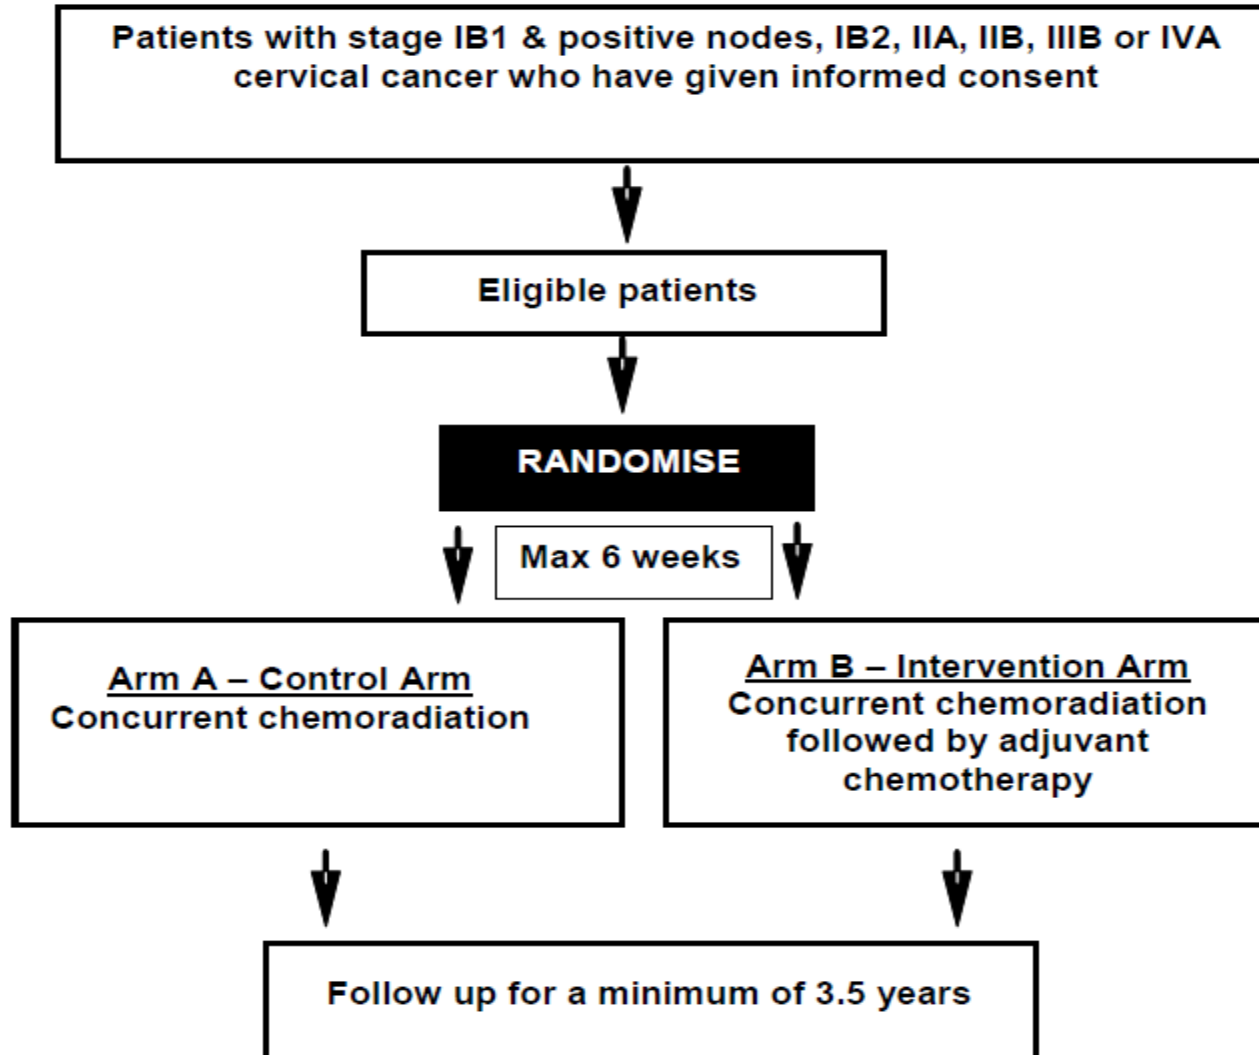 Patients with stage IB1 & positive nodes, IB2, IIA, IIB, IIIB or IVA
cervical cancer who have given informed consent
Eligible patients
RANDOMISE
Max 6 weeks
Arm A – Control Arm
Concurrent chemoradiation
Arm B – Intervention Arm
Concurrent chemoradiation
followed by adjuvant
chemotherapy
Follow up for a minimum of 3.5 years